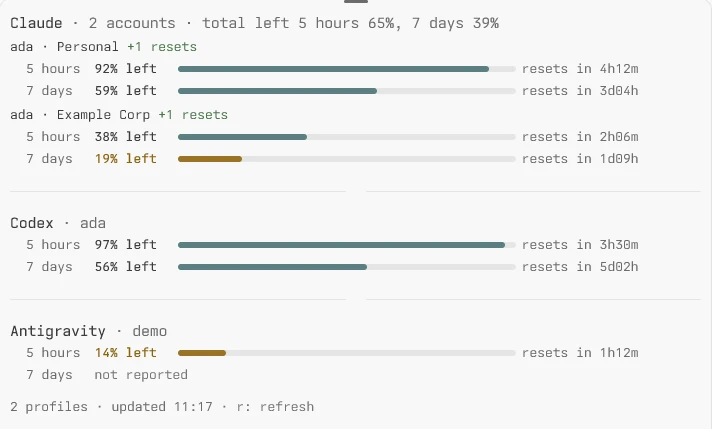 Claude · 2 accounts · total left 5 hours 65%, 7 days 39%
ada · Personal +1 resets
5 hours 92% left resets in 4h12m
7 days 59% left resets in 3d04h
ada · Example Corp +1 resets
5 hours 38% left resets in 2h06m
7 days 19% left resets in 1d09h
Codex · ada
5 hours 97% left resets in 3h30m
7 days 56% left resets in 5d02h
Antigravity · demo
5 hours 14% left resets in 1h12m
7 days not reported
2 profiles · updated 11:17 · r: refresh